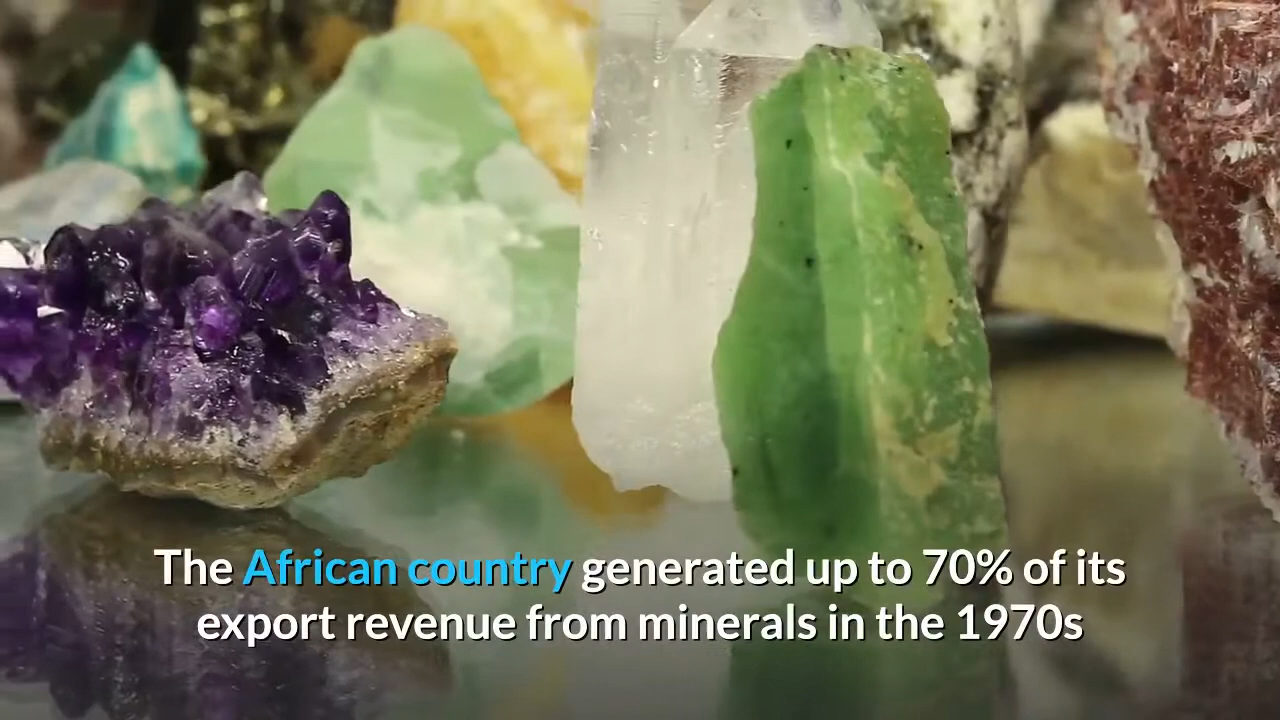 The African country generated up to 70% of its
export revenue from minerals in the 1970s